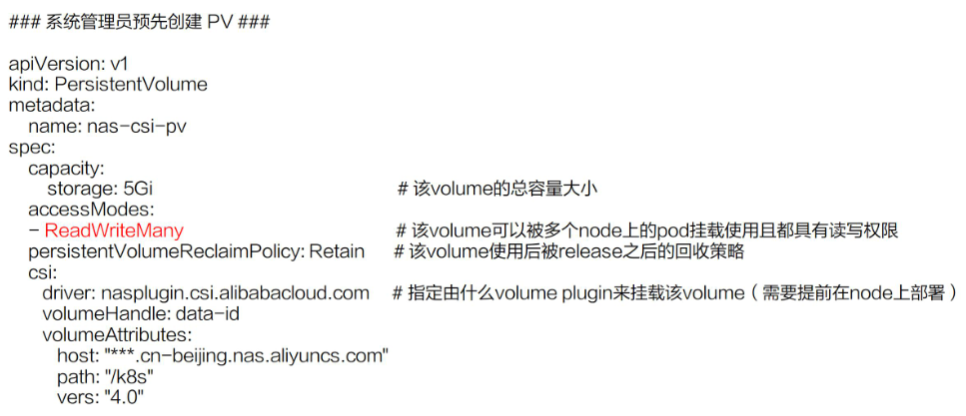 ### 系统管理员预先创建 PV ###
apiVersion: v1
kind: PersistentVolume
metadata:
name: nas-csi-pv
spec:
capacity:
storage: 5Gi # 该volume的总容量大小
accessModes:
- ReadWriteMany # 该volume可以被多个node上的pod挂载使用且都具有读写权限
persistentVolumeReclaimPolicy: Retain # 该volume使用后被release之后的回收策略
csi:
driver: nasplugin.csi.alibabacloud.com # 指定由什么volume plugin来挂载该volume（需要提前在node上部署）
volumeHandle: data-id
volumeAttributes:
host: "***.cn-beijing.nas.aliyuncs.com"
path: "/k8s"
vers: "4.0"